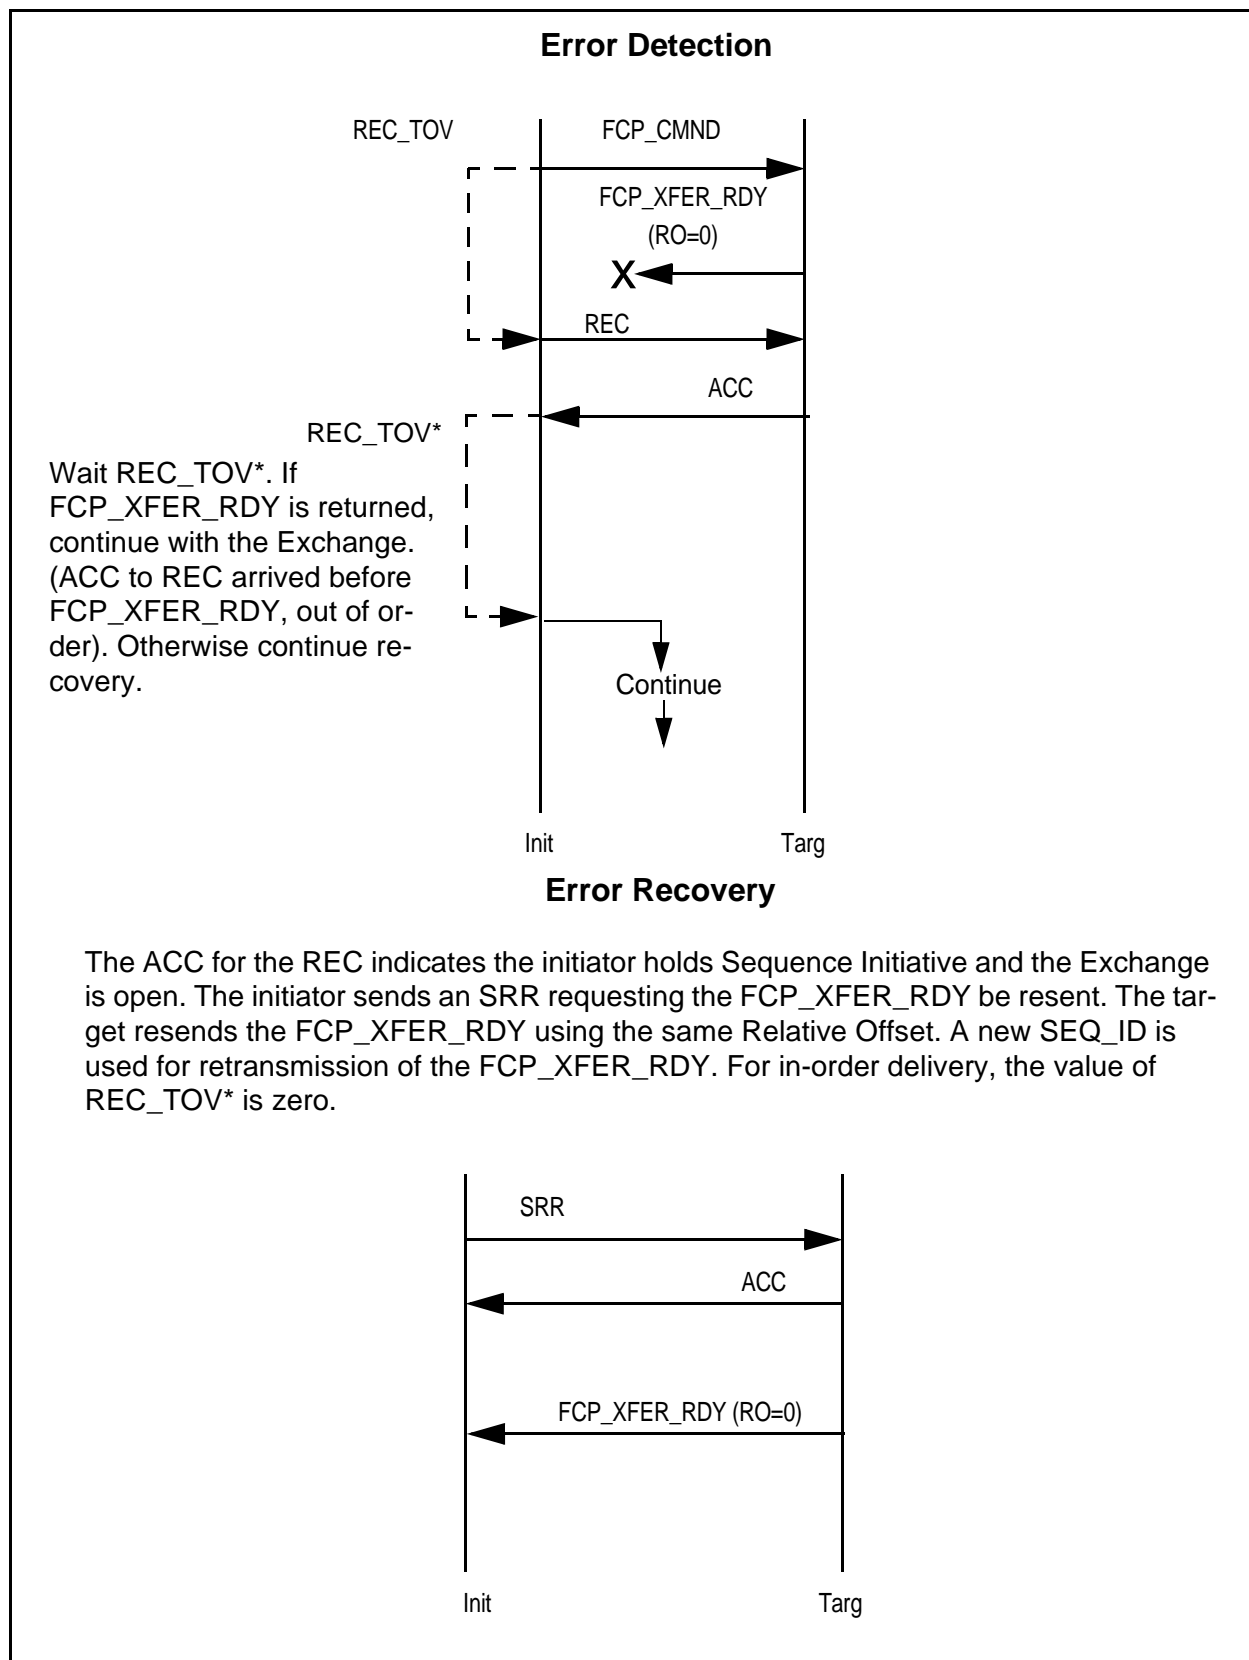 Error Detection
REC_TOV
FCP_CMND
FCP_XFER_RDY
(RO=0)
X
REC
ACC
REC_TOV*
Wait REC_TOV*. If
FCP_XFER_RDY is returned,
continue with the Exchange.
(ACC to REC arrived before
FCP_XFER_RDY, out of or-
der). Otherwise continue re-
covery.
Continue
Init
Targ
Error Recovery
The ACC for the REC indicates the initiator holds Sequence Initiative and the Exchange
is open. The initiator sends an SRR requesting the FCP_XFER_RDY be resent. The tar-
get resends the FCP_XFER_RDY using the same Relative Offset. A new SEQ_ID is
used for retransmission of the FCP_XFER_RDY. For in-order delivery, the value of
REC_TOV* is zero.
SRR
ACC
FCP_XFER_RDY (RO=0)
Init
Targ